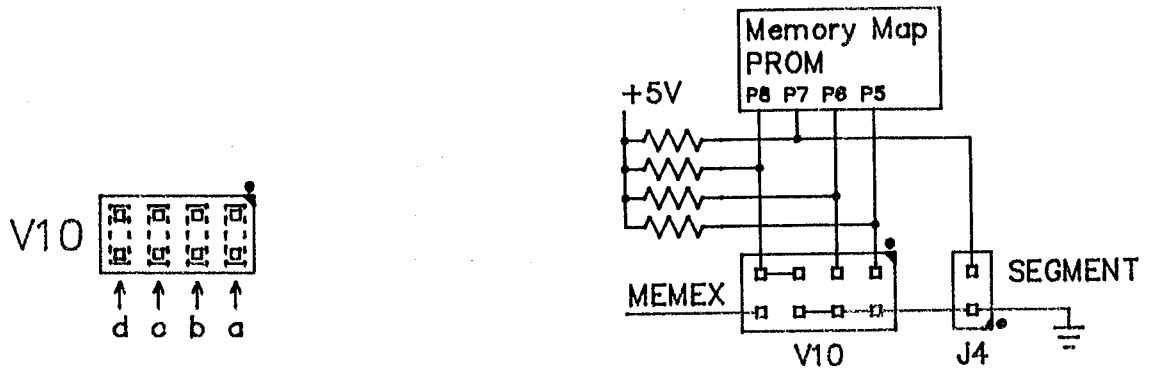 Memory Map
PROM
P8 P7 P6 P5
+5V
V10
d c b a
MEMEX
V10
SEGMENT
J4